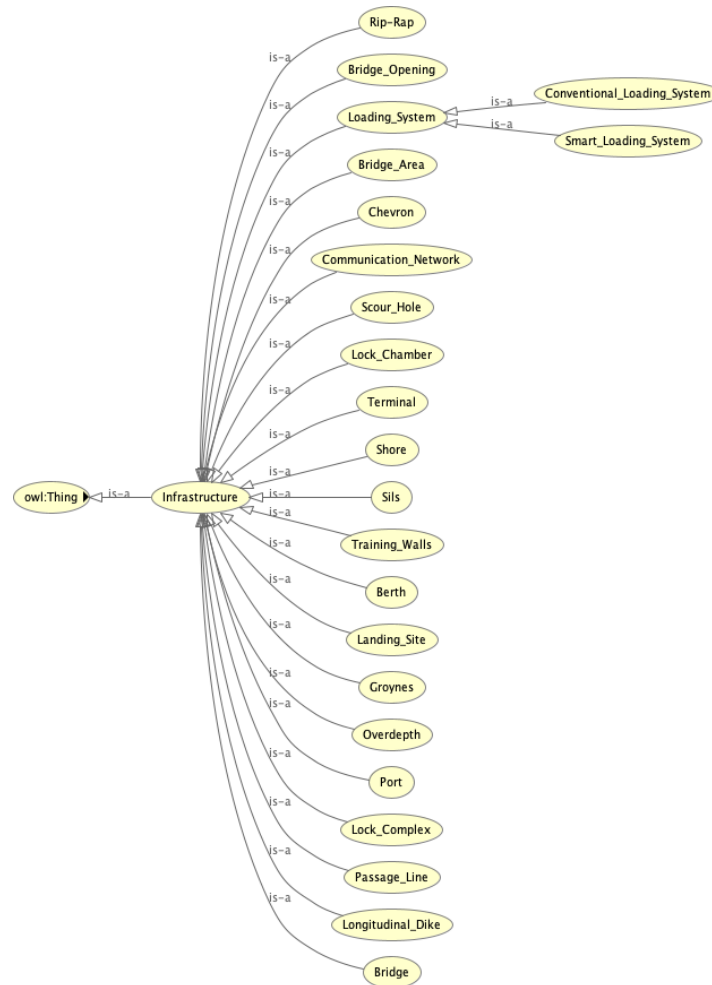 Rip-Rap
is-a
Bridge_Opening
is-a
Conventional_Loading_System
is-a
Loading_System
is-a
is-a
Smart_Loading_System
is-a
Bridge_Area
is-a
Chevron
is-a
Communication_Network
is-a
Scour_Hole
is-a
Lock_Chamber
is-a
Terminal
is-a
Shore
is-a
owl:Thing
is-a
Infrastructure
is-a
Sils
is-a
Training_Walls
is-a
Berth
is-a
Landing_Site
is-a
Groynes
is-a
Overdepth
is-a
Port
is-a
Lock_Complex
is-a
Passage_Line
is-a
Longitudinal_Dike
is-a
Bridge